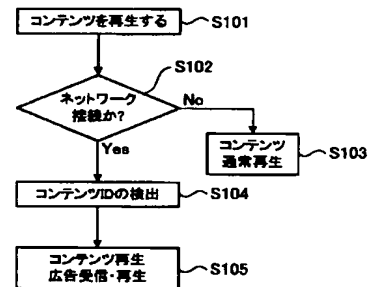 コンテンツを再生する
S101
S102
ネットワーク
接続か?
No
Yes
コンテンツ
通常再生
S103
コンテンツIDの検出
S104
コンテンツ再生
広告受信・再生
S105